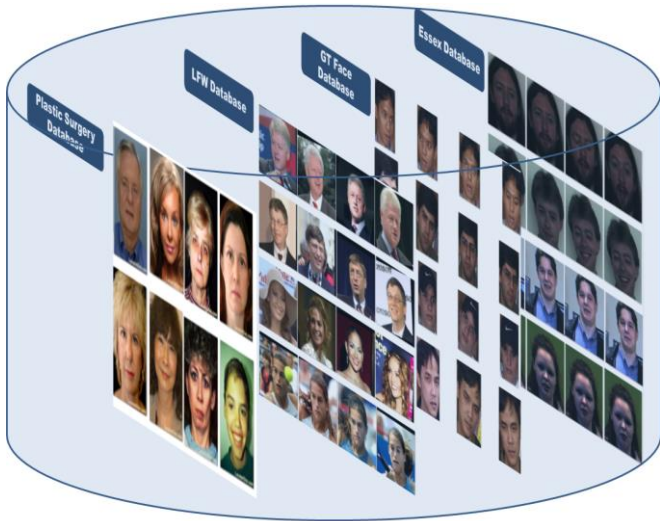 Plastic Surgery
Database
LFW Database
GT Face
Database
Essex Database